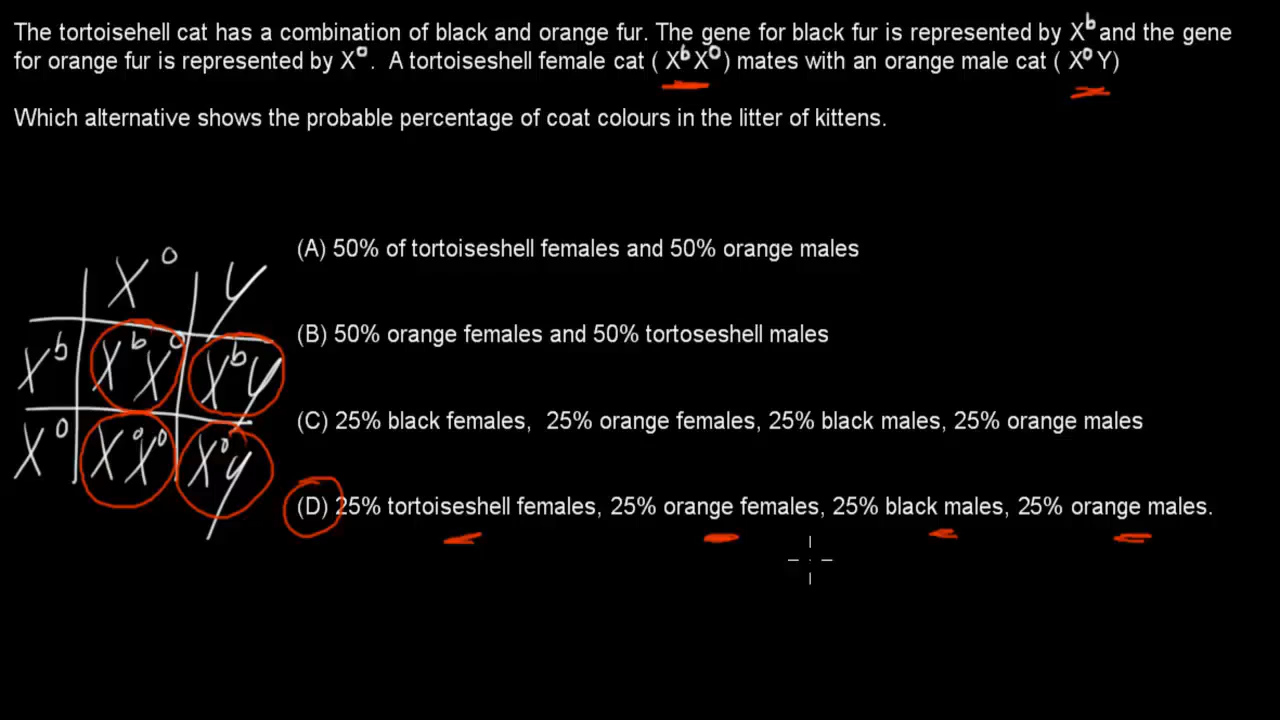 The tortoisehell cat has a combination of black and orange fur. The gene for black fur is represented by Xᵇ and the gene
for orange fur is represented by Xᵒ. A tortoiseshell female cat ( XᵇXᵒ) mates with an orange male cat ( XᵒY)
Which alternative shows the probable percentage of coat colours in the litter of kittens.
(A) 50% of tortoiseshell females and 50% orange males
(B) 50% orange females and 50% tortoseshell males
(C) 25% black females, 25% orange females, 25% black males, 25% orange males
(D) 25% tortoiseshell females, 25% orange females, 25% black males, 25% orange males.
Xᵒ Y
Xᵇ XᵇXᵒ XᵇY
Xᵒ XᵒXᵒ XᵒY